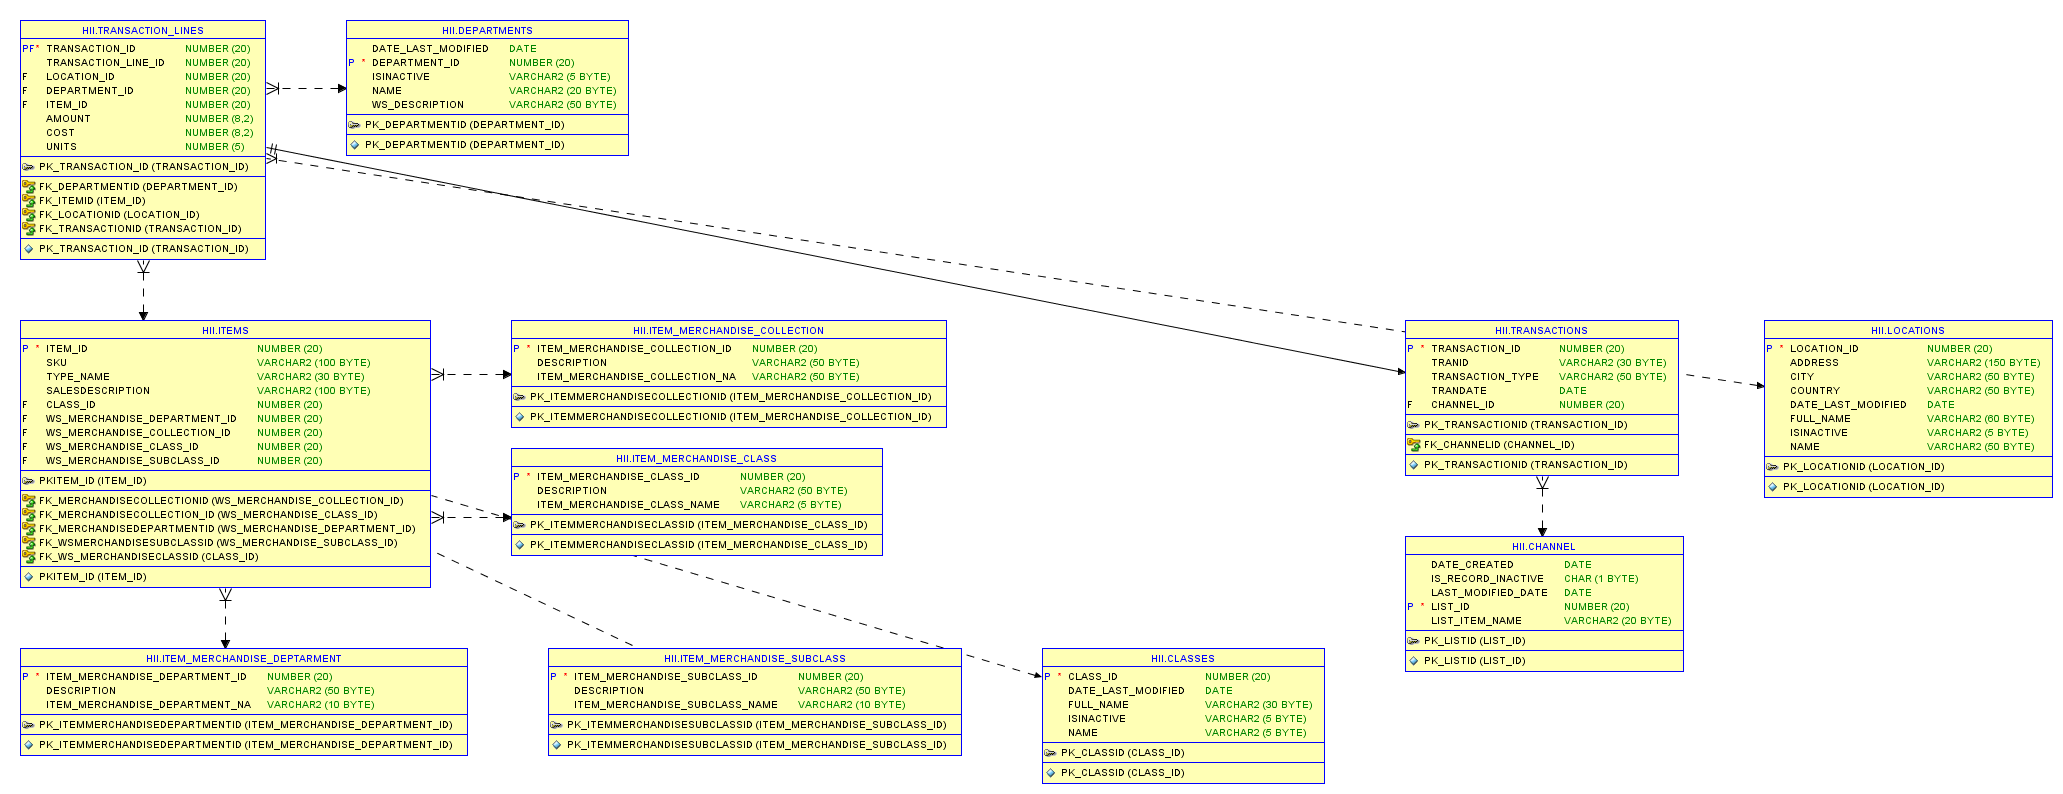 HII.TRANSACTION_LINES
PF* TRANSACTION_ID NUMBER (20)
TRANSACTION_LINE_ID NUMBER (20)
F LOCATION_ID NUMBER (20)
F DEPARTMENT_ID NUMBER (20)
F ITEM_ID NUMBER (20)
AMOUNT NUMBER (8,2)
COST NUMBER (8,2)
UNITS NUMBER (5)
PK_TRANSACTION_ID (TRANSACTION_ID)
FK_DEPARTMENTID (DEPARTMENT_ID)
FK_ITEMID (ITEM_ID)
FK_LOCATIONID (LOCATION_ID)
FK_TRANSACTIONID (TRANSACTION_ID)
PK_TRANSACTION_ID (TRANSACTION_ID)
HII.DEPARTMENTS
DATE_LAST_MODIFIED DATE
P * DEPARTMENT_ID NUMBER (20)
ISINACTIVE VARCHAR2 (5 BYTE)
NAME VARCHAR2 (20 BYTE)
WS_DESCRIPTION VARCHAR2 (50 BYTE)
PK_DEPARTMENTID (DEPARTMENT_ID)
PK_DEPARTMENTID (DEPARTMENT_ID)
HII.ITEMS
P * ITEM_ID NUMBER (20)
SKU VARCHAR2 (100 BYTE)
TYPE_NAME VARCHAR2 (30 BYTE)
SALESDESCRIPTION VARCHAR2 (100 BYTE)
F CLASS_ID NUMBER (20)
F WS_MERCHANDISE_DEPARTMENT_ID NUMBER (20)
F WS_MERCHANDISE_COLLECTION_ID NUMBER (20)
F WS_MERCHANDISE_CLASS_ID NUMBER (20)
F WS_MERCHANDISE_SUBCLASS_ID NUMBER (20)
PKITEM_ID (ITEM_ID)
FK_MERCHANDISECOLLECTIONID (WS_MERCHANDISE_COLLECTION_ID)
FK_MERCHANDISECOLLECTION_ID (WS_MERCHANDISE_CLASS_ID)
FK_MERCHANDISEDEPARTMENTID (WS_MERCHANDISE_DEPARTMENT_ID)
FK_WSMERCHANDISESUBCLASSID (WS_MERCHANDISE_SUBCLASS_ID)
FK_WS_MERCHANDISECLASSID (CLASS_ID)
PKITEM_ID (ITEM_ID)
HII.ITEM_MERCHANDISE_COLLECTION
P * ITEM_MERCHANDISE_COLLECTION_ID NUMBER (20)
DESCRIPTION VARCHAR2 (50 BYTE)
ITEM_MERCHANDISE_COLLECTION_NA VARCHAR2 (50 BYTE)
PK_ITEMMERCHANDISECOLLECTIONID (ITEM_MERCHANDISE_COLLECTION_ID)
PK_ITEMMERCHANDISECOLLECTIONID (ITEM_MERCHANDISE_COLLECTION_ID)
HII.ITEM_MERCHANDISE_CLASS
P * ITEM_MERCHANDISE_CLASS_ID NUMBER (20)
DESCRIPTION VARCHAR2 (50 BYTE)
ITEM_MERCHANDISE_CLASS_NAME VARCHAR2 (5 BYTE)
PK_ITEMMERCHANDISECLASSID (ITEM_MERCHANDISE_CLASS_ID)
PK_ITEMMERCHANDISECLASSID (ITEM_MERCHANDISE_CLASS_ID)
HII.TRANSACTIONS
P * TRANSACTION_ID NUMBER (20)
TRANID VARCHAR2 (30 BYTE)
TRANSACTION_TYPE VARCHAR2 (50 BYTE)
TRANDATE DATE
F CHANNEL_ID NUMBER (20)
PK_TRANSACTIONID (TRANSACTION_ID)
FK_CHANNELID (CHANNEL_ID)
PK_TRANSACTIONID (TRANSACTION_ID)
HII.LOCATIONS
P * LOCATION_ID NUMBER (20)
ADDRESS VARCHAR2 (150 BYTE)
CITY VARCHAR2 (50 BYTE)
COUNTRY VARCHAR2 (50 BYTE)
DATE_LAST_MODIFIED DATE
FULL_NAME VARCHAR2 (60 BYTE)
ISINACTIVE VARCHAR2 (5 BYTE)
NAME VARCHAR2 (50 BYTE)
PK_LOCATIONID (LOCATION_ID)
PK_LOCATIONID (LOCATION_ID)
HII.CHANNEL
DATE_CREATED DATE
IS_RECORD_INACTIVE CHAR (1 BYTE)
LAST_MODIFIED_DATE DATE
P * LIST_ID NUMBER (20)
LIST_ITEM_NAME VARCHAR2 (20 BYTE)
PK_LISTID (LIST_ID)
PK_LISTID (LIST_ID)
HII.ITEM_MERCHANDISE_DEPTARMENT
P * ITEM_MERCHANDISE_DEPARTMENT_ID NUMBER (20)
DESCRIPTION VARCHAR2 (50 BYTE)
ITEM_MERCHANDISE_DEPARTMENT_NA VARCHAR2 (10 BYTE)
PK_ITEMMERCHANDISEDEPARTMENTID (ITEM_MERCHANDISE_DEPARTMENT_ID)
PK_ITEMMERCHANDISEDEPARTMENTID (ITEM_MERCHANDISE_DEPARTMENT_ID)
HII.ITEM_MERCHANDISE_SUBCLASS
P * ITEM_MERCHANDISE_SUBCLASS_ID NUMBER (20)
DESCRIPTION VARCHAR2 (50 BYTE)
ITEM_MERCHANDISE_SUBCLASS_NAME VARCHAR2 (10 BYTE)
PK_ITEMMERCHANDISESUBCLASSID (ITEM_MERCHANDISE_SUBCLASS_ID)
PK_ITEMMERCHANDISESUBCLASSID (ITEM_MERCHANDISE_SUBCLASS_ID)
HII.CLASSES
P * CLASS_ID NUMBER (20)
DATE_LAST_MODIFIED DATE
FULL_NAME VARCHAR2 (30 BYTE)
ISINACTIVE VARCHAR2 (5 BYTE)
NAME VARCHAR2 (5 BYTE)
PK_CLASSID (CLASS_ID)
PK_CLASSID (CLASS_ID)